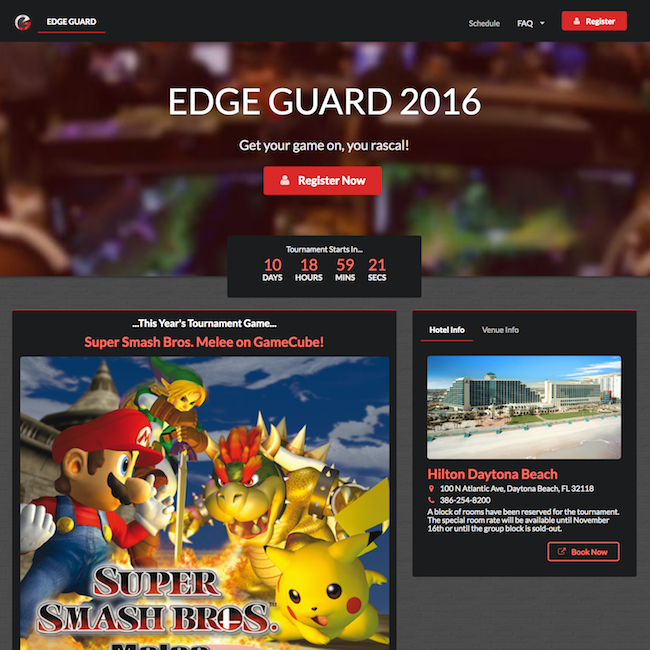 EDGE GUARD
Schedule
FAQ
Register
EDGE GUARD 2016
Get your game on, you rascal!
Register Now
Tournament Starts In...
10 18 59 21
DAYS HOURS MINS SECS
...This Year's Tournament Game...
Super Smash Bros. Melee on GameCube!
SUPER
SMASH BROS.™
Melee
Hotel Info Venue Info
Hilton Daytona Beach
100 N Atlantic Ave, Daytona Beach, FL 32118
386-254-8200
A block of rooms have been reserved for the tournament.
The special room rate will be available until November
16th or until the group block is sold-out.
Book Now